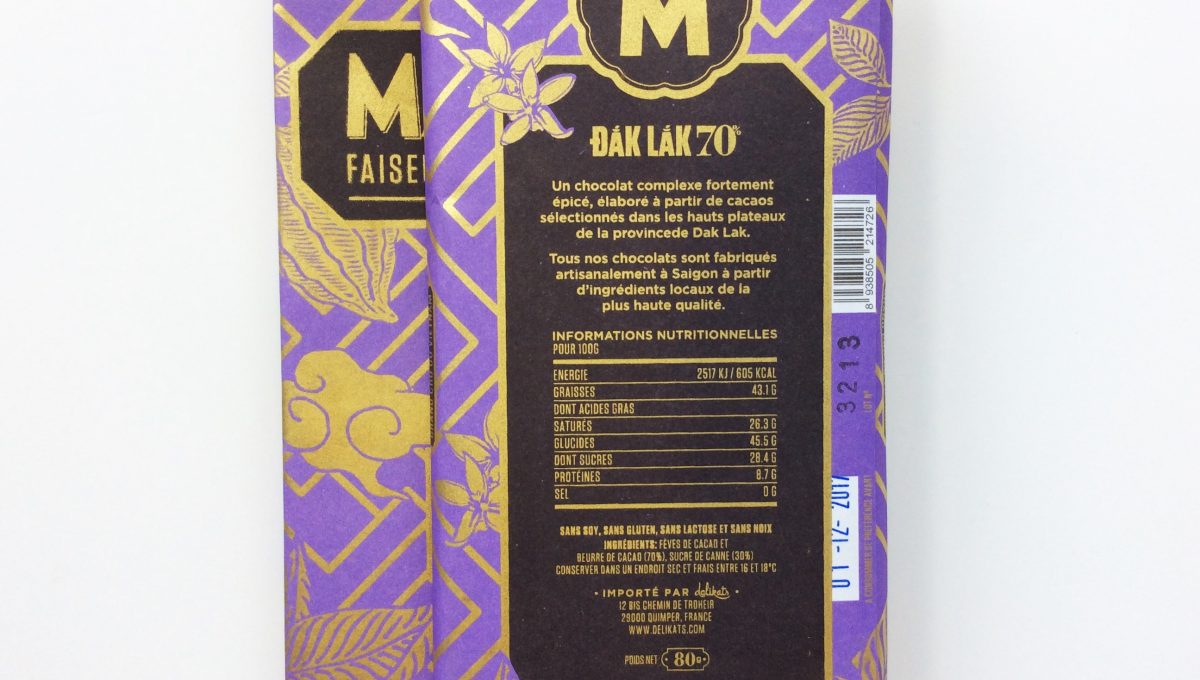 M
FAISEU
M
ĐẮK LẮK 70%
Un chocolat complexe fortement
épicé, élaboré à partir de cacaos
sélectionnés dans les hauts plateaux
de la provincede Dak Lak.
Tous nos chocolats sont fabriqués
artisanalement à Saigon à partir
d'ingrédients locaux de la
plus haute qualité.
INFORMATIONS NUTRITIONNELLES
POUR 100G
ENERGIE 2517 KJ / 605 KCAL
GRAISSES 43.1 G
DONT ACIDES GRAS
SATURÉS 26.3 G
GLUCIDES 45.5 G
DONT SUCRES 28.4 G
PROTÉINES 8.7 G
SEL 0 G
SANS SOY, SANS GLUTEN, SANS LACTOSE ET SANS NOIX
INGRÉDIENTS: FÈVES DE CACAO ET
BEURRE DE CACAO (70%), SUCRE DE CANNE (30%)
CONSERVER DANS UN ENDROIT SEC ET FRAIS ENTRE 16 ET 18°C
• IMPORTÉ PAR delikats •
12 BIS CHEMIN DE TROHEIR
29000 QUIMPER, FRANCE
WWW.DELIKATS.COM
POIDS NET 80g
8 938505 214726
3213
LOT N°
01-12-2017
A CONSOMMER DE PRÉFÉRENCE AVANT